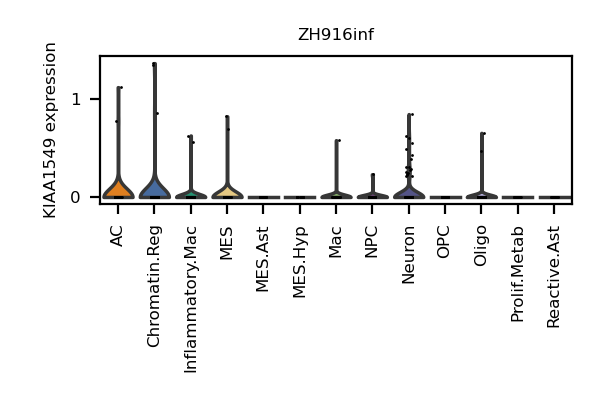 ZH916inf
KIAA1549 expression
1
0
AC
Chromatin.Reg
Inflammatory.Mac
MES
MES.Ast
MES.Hyp
Mac
NPC
Neuron
OPC
Oligo
Prolif.Metab
Reactive.Ast